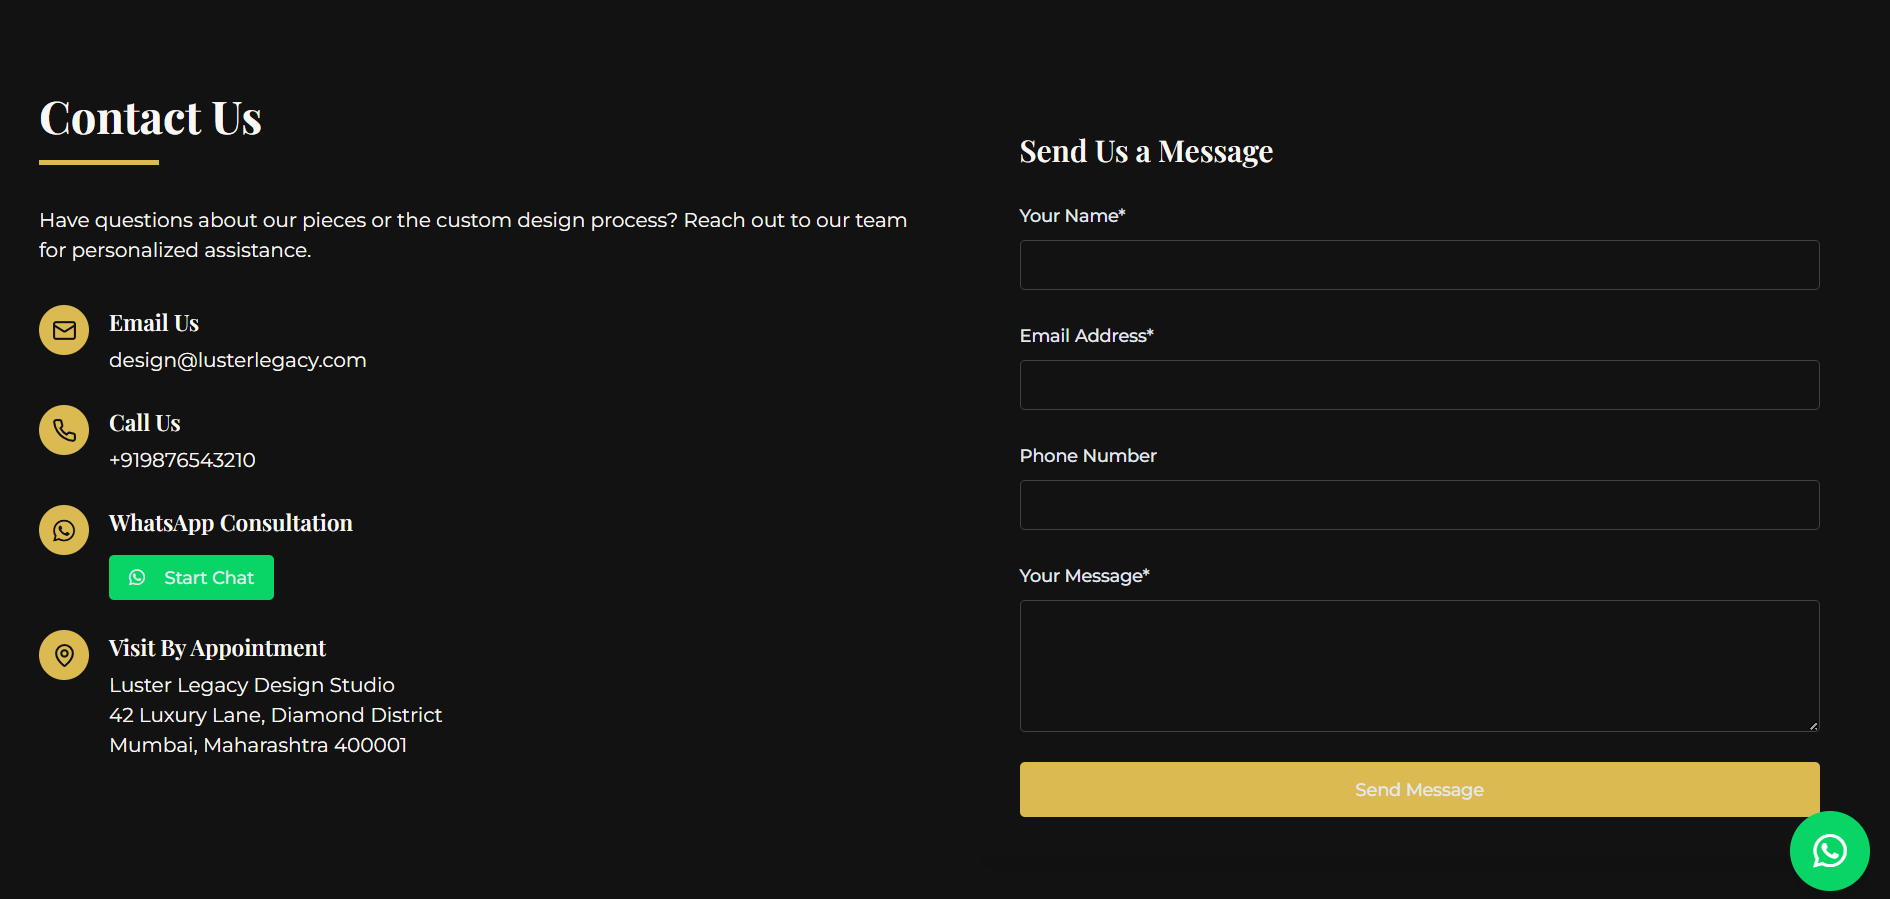 Contact Us
Have questions about our pieces or the custom design process? Reach out to our team
for personalized assistance.
Email Us
design@lusterlegacy.com
Call Us
+919876543210
WhatsApp Consultation
Start Chat
Visit By Appointment
Luster Legacy Design Studio
42 Luxury Lane, Diamond District
Mumbai, Maharashtra 400001
Send Us a Message
Your Name*
Email Address*
Phone Number
Your Message*
Send Message